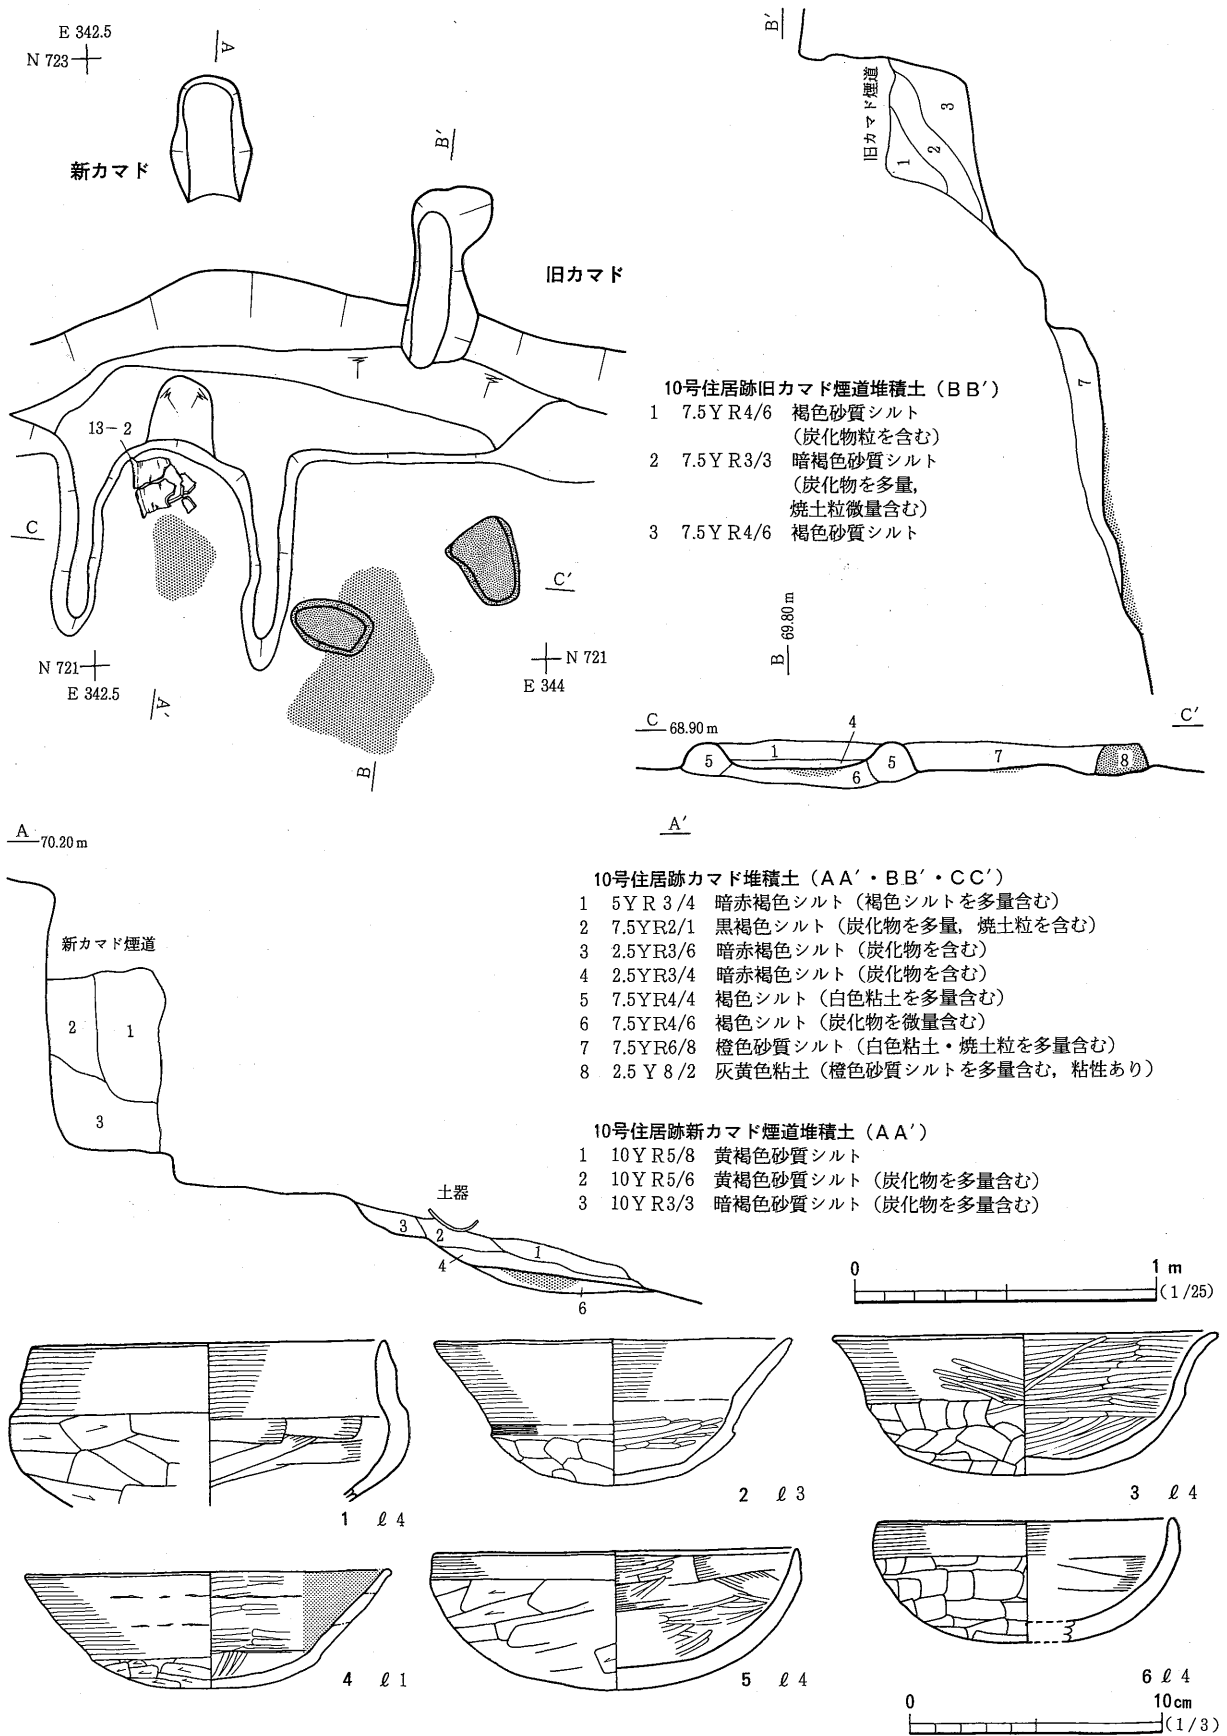 E 342.5
N 723
A
新カマド
B′
旧カマド
13－2
C
C′
N 721
E 342.5
A′
N 721
E 344
B
B′
旧カマド煙道
1
2
3
7
10号住居跡旧カマド煙道堆積土（BB′）
1 7.5YR4/6 褐色砂質シルト
（炭化物粒を含む）
2 7.5YR3/3 暗褐色砂質シルト
（炭化物を多量，
焼土粒微量含む）
3 7.5YR4/6 褐色砂質シルト
B 69.80 m
C 68.90 m
C′
4
5
1
6
5
7
8
A 70.20 m
A′
新カマド煙道
2
1
3
土器
3
2
1
4
6
10号住居跡カマド堆積土（AA′・BB′・CC′）
1 5YR3/4 暗赤褐色シルト（褐色シルトを多量含む）
2 7.5YR2/1 黒褐色シルト（炭化物を多量，焼土粒を含む）
3 2.5YR3/6 暗赤褐色シルト（炭化物を含む）
4 2.5YR3/4 暗赤褐色シルト（炭化物を含む）
5 7.5YR4/4 褐色シルト（白色粘土を多量含む）
6 7.5YR4/6 褐色シルト（炭化物を微量含む）
7 7.5YR6/8 橙色砂質シルト（白色粘土・焼土粒を多量含む）
8 2.5Y8/2 灰黄色粘土（橙色砂質シルトを多量含む，粘性あり）
10号住居跡新カマド煙道堆積土（AA′）
1 10YR5/8 黄褐色砂質シルト
2 10YR5/6 黄褐色砂質シルト（炭化物を多量含む）
3 10YR3/3 暗褐色砂質シルト（炭化物を多量含む）
0 1 m
(1/25)
1 ℓ4
2 ℓ3
3 ℓ4
4 ℓ1
5 ℓ4
6 ℓ4
0 10cm
(1/3)